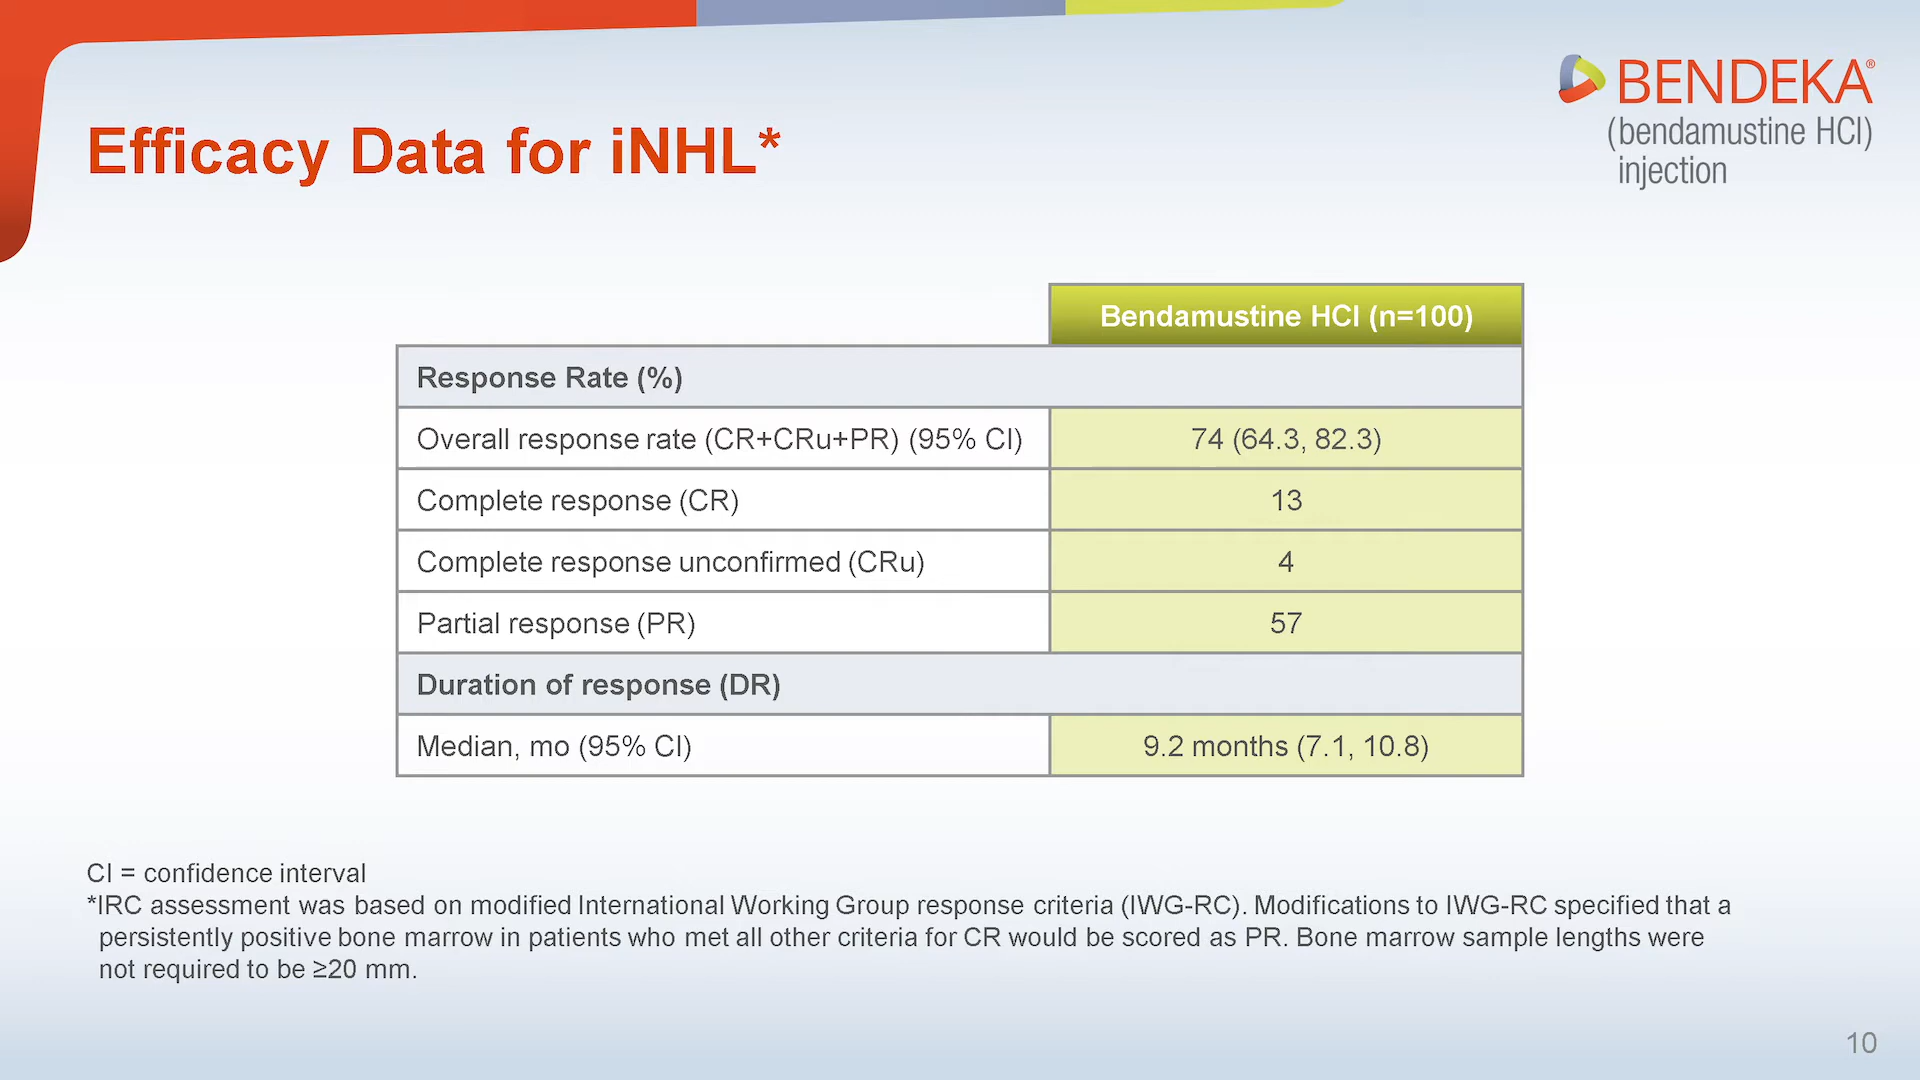 BENDEKA®
(bendamustine HCl)
injection
Efficacy Data for iNHL*
Bendamustine HCl (n=100)
Response Rate (%)
Overall response rate (CR+CRu+PR) (95% CI) 74 (64.3, 82.3)
Complete response (CR) 13
Complete response unconfirmed (CRu) 4
Partial response (PR) 57
Duration of response (DR)
Median, mo (95% CI) 9.2 months (7.1, 10.8)
CI = confidence interval
*IRC assessment was based on modified International Working Group response criteria (IWG-RC). Modifications to IWG-RC specified that a
persistently positive bone marrow in patients who met all other criteria for CR would be scored as PR. Bone marrow sample lengths were
not required to be ≥20 mm.
10